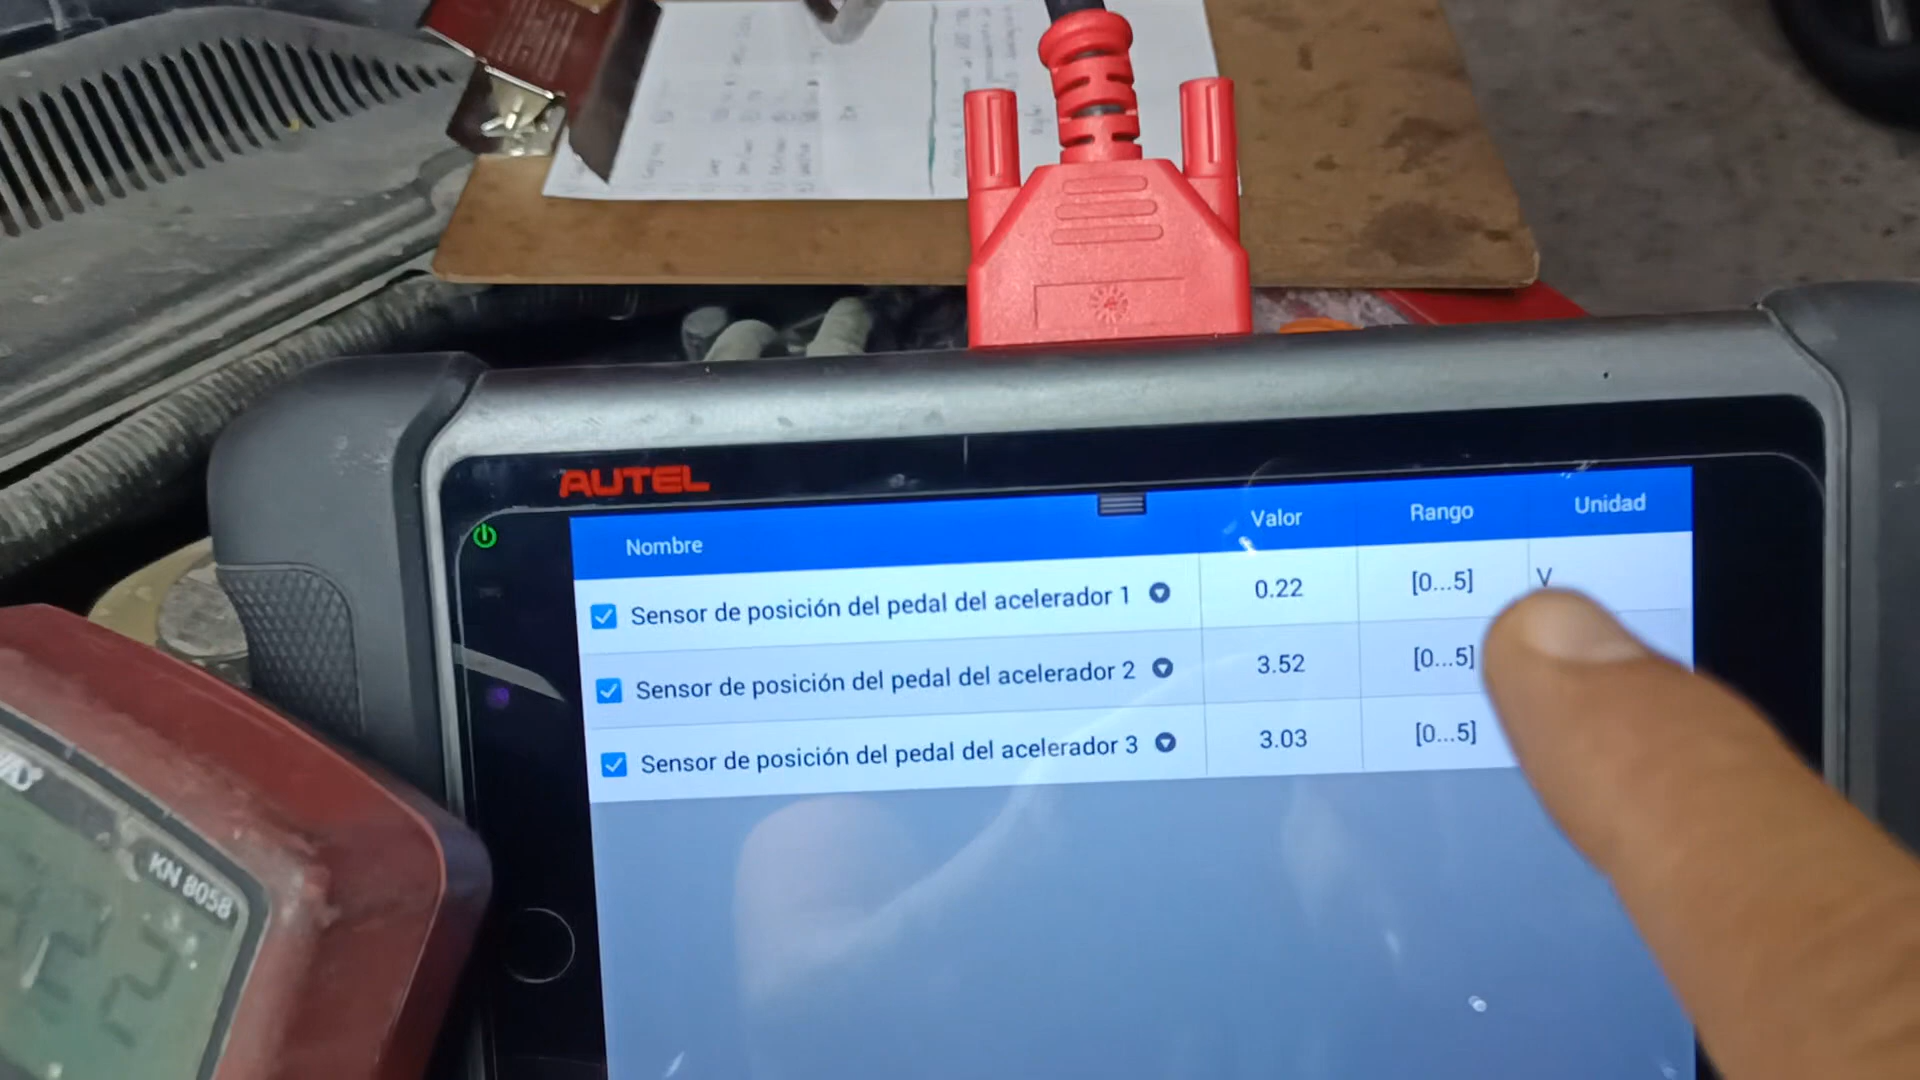 AUTEL
Nombre Valor Rango Unidad
Sensor de posición del pedal del acelerador 1 0.22 [0...5] V
Sensor de posición del pedal del acelerador 2 3.52 [0...5]
Sensor de posición del pedal del acelerador 3 3.03 [0...5]
KN 8058